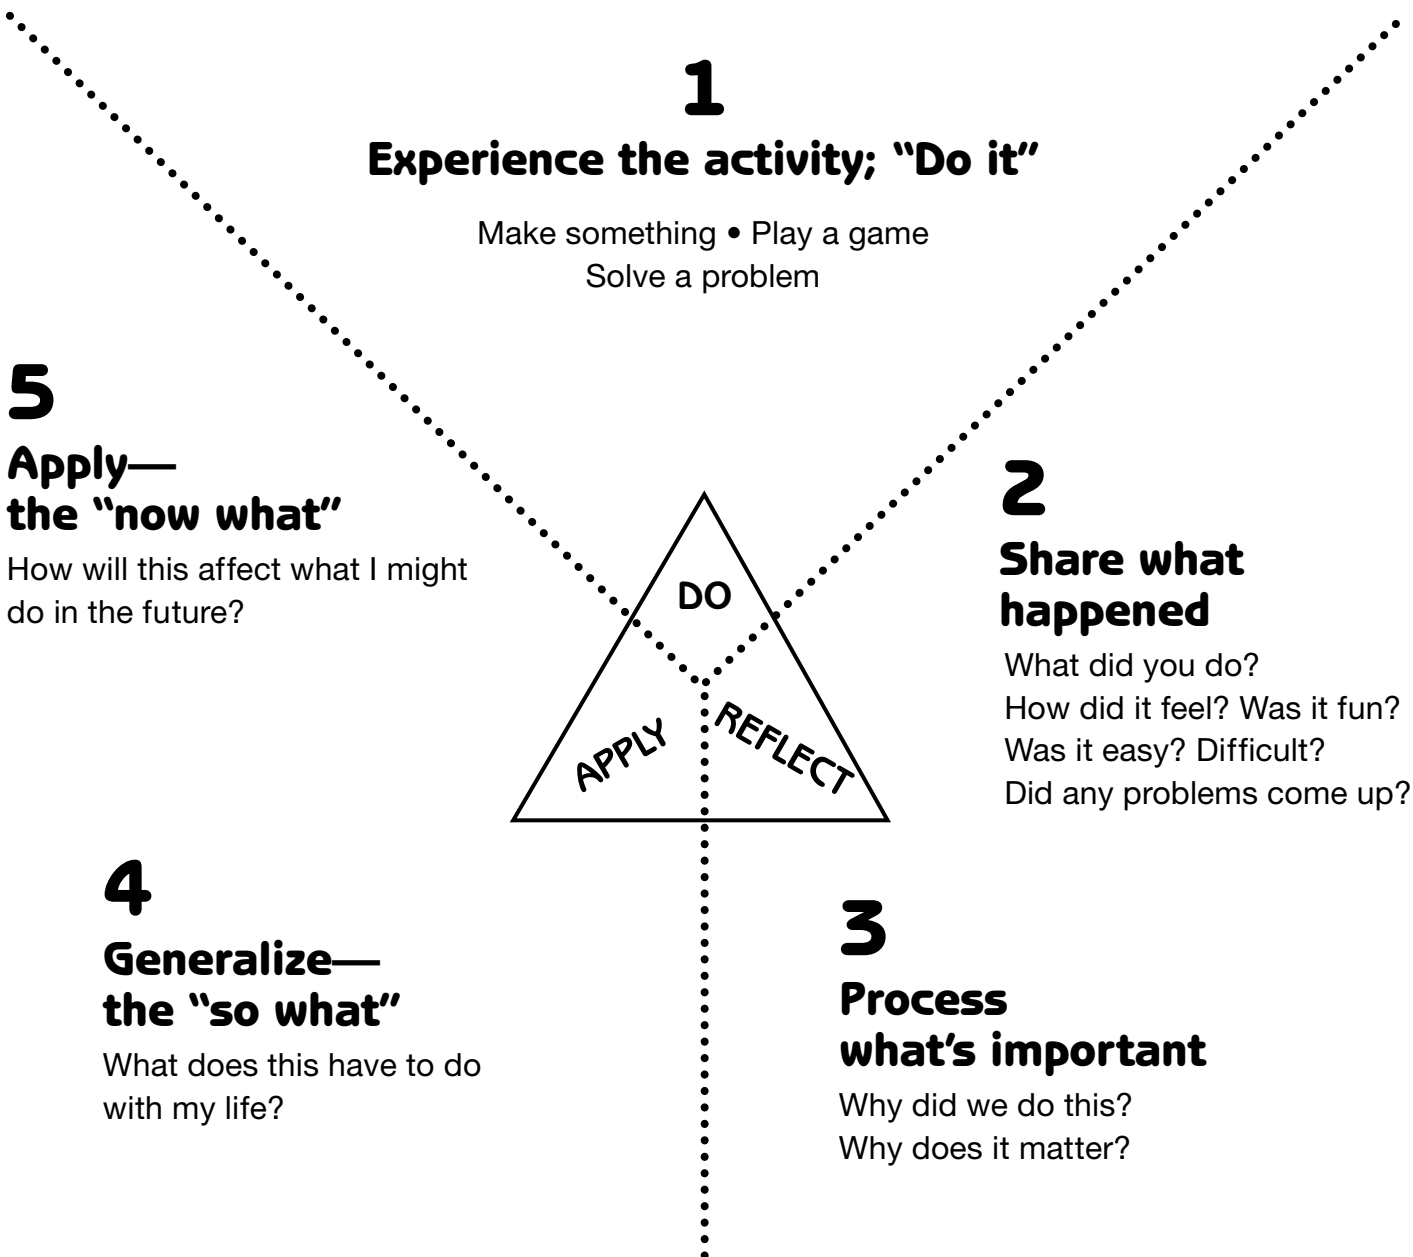 1
Experience the activity; “Do it”
Make something • Play a game
Solve a problem
2
Share what
happened
What did you do?
How did it feel? Was it fun?
Was it easy? Difficult?
Did any problems come up?
3
Process
what’s important
Why did we do this?
Why does it matter?
4
Generalize—
the “so what”
What does this have to do
with my life?
5
Apply—
the “now what”
How will this affect what I might
do in the future?
DO
REFLECT
APPLY